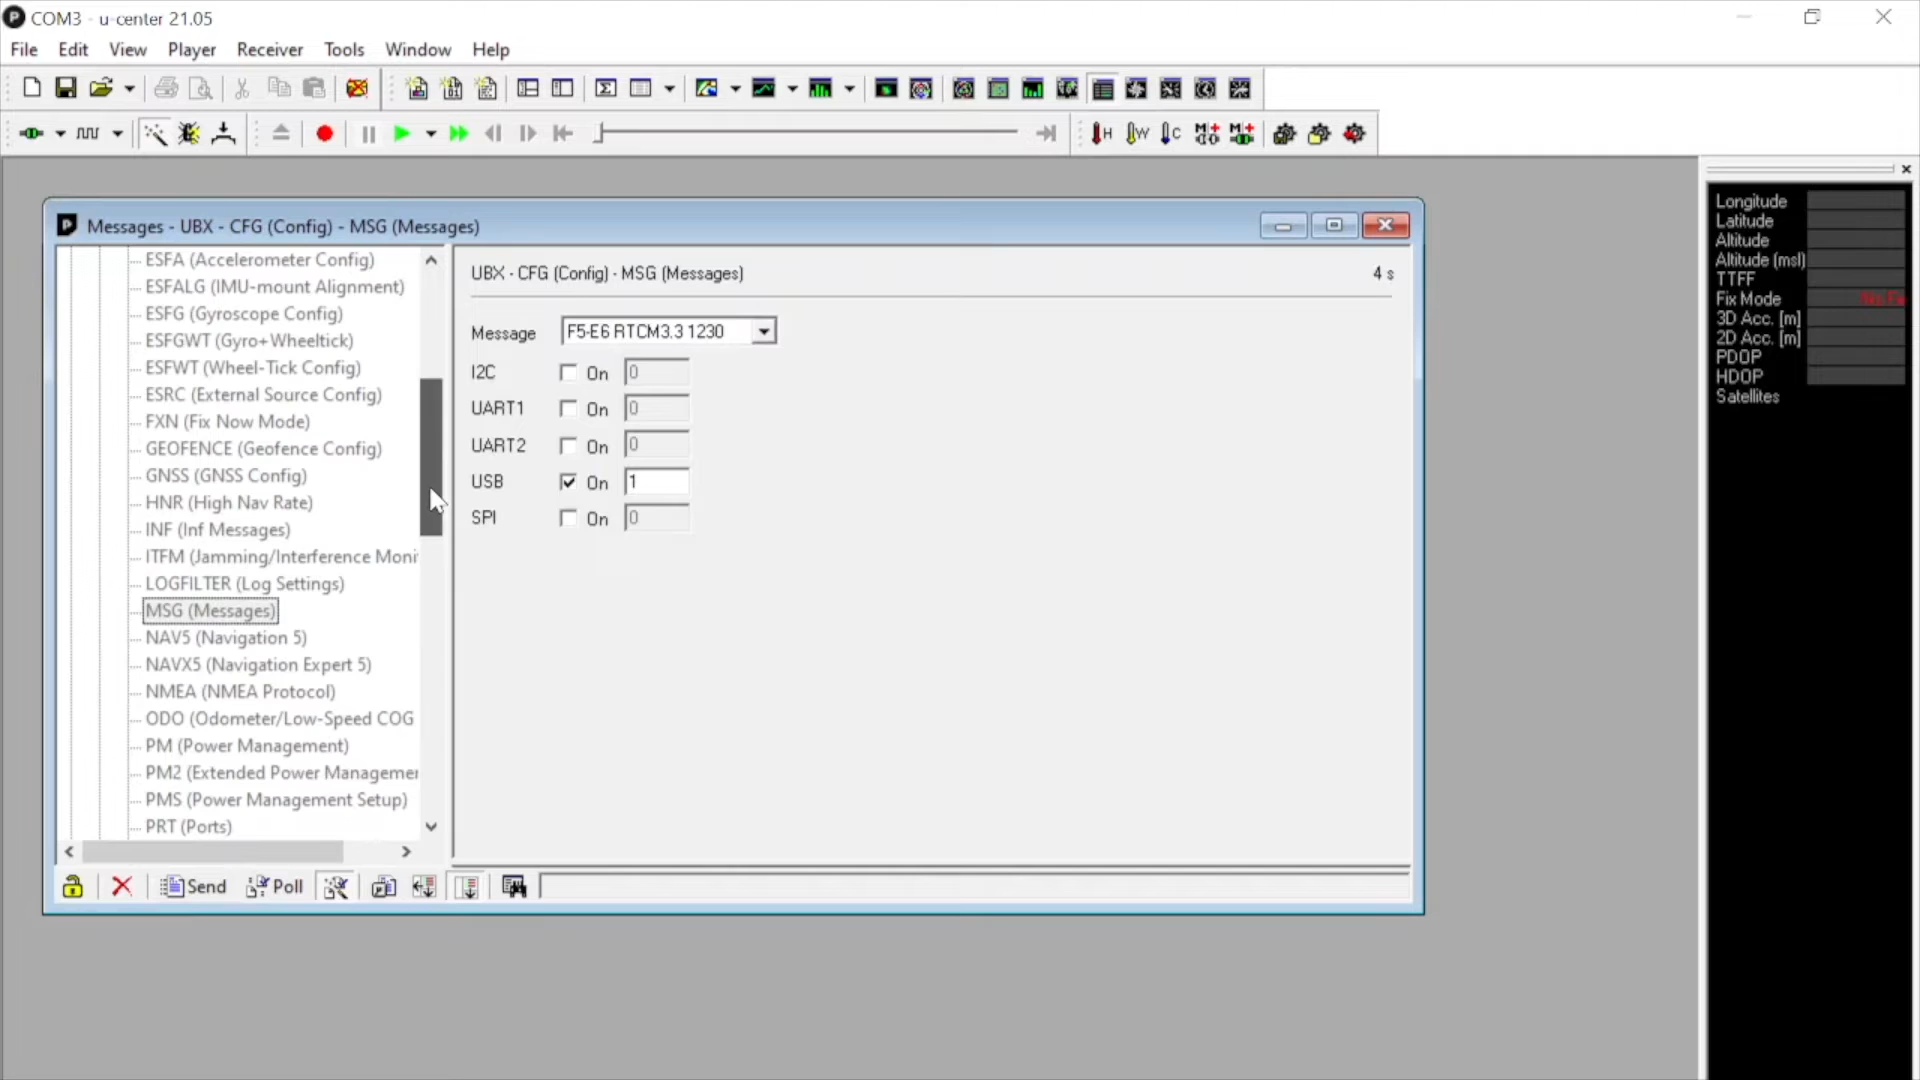 COM3 - u-center 21.05
File Edit View Player Receiver Tools Window Help
H W C
Messages - UBX - CFG (Config) - MSG (Messages)
ESFA (Accelerometer Config)
ESFALG (IMU-mount Alignment)
ESFG (Gyroscope Config)
ESFGWT (Gyro+Wheeltick)
ESFWT (Wheel-Tick Config)
ESRC (External Source Config)
FXN (Fix Now Mode)
GEOFENCE (Geofence Config)
GNSS (GNSS Config)
HNR (High Nav Rate)
INF (Inf Messages)
ITFM (Jamming/Interference Moni
LOGFILTER (Log Settings)
MSG (Messages)
NAV5 (Navigation 5)
NAVX5 (Navigation Expert 5)
NMEA (NMEA Protocol)
ODO (Odometer/Low-Speed COG
PM (Power Management)
PM2 (Extended Power Managemer
PMS (Power Management Setup)
PRT (Ports)
UBX - CFG (Config) - MSG (Messages) 4 s
Message F5-E6 RTCM3.3 1230
I2C On 0
UART1 On 0
UART2 On 0
USB On 1
SPI On 0
Send Poll
Longitude
Latitude
Altitude
Altitude (msl)
TTFF
Fix Mode
3D Acc. [m]
2D Acc. [m]
PDOP
HDOP
Satellites